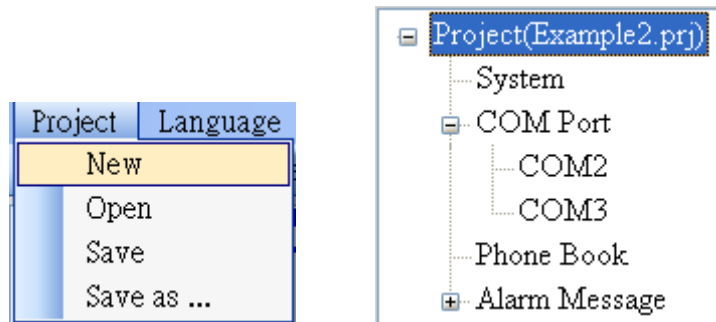 Project Language
New
Open
Save
Save as ...
Project(Example2.prj)
System
COM Port
COM2
COM3
Phone Book
Alarm Message